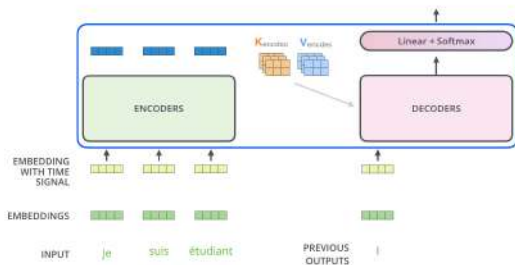 Kencdec Vencdec
Linear + Softmax
ENCODERS
DECODERS
EMBEDDING
WITH TIME
SIGNAL
EMBEDDINGS
INPUT je suis étudiant
PREVIOUS
OUTPUTS
I